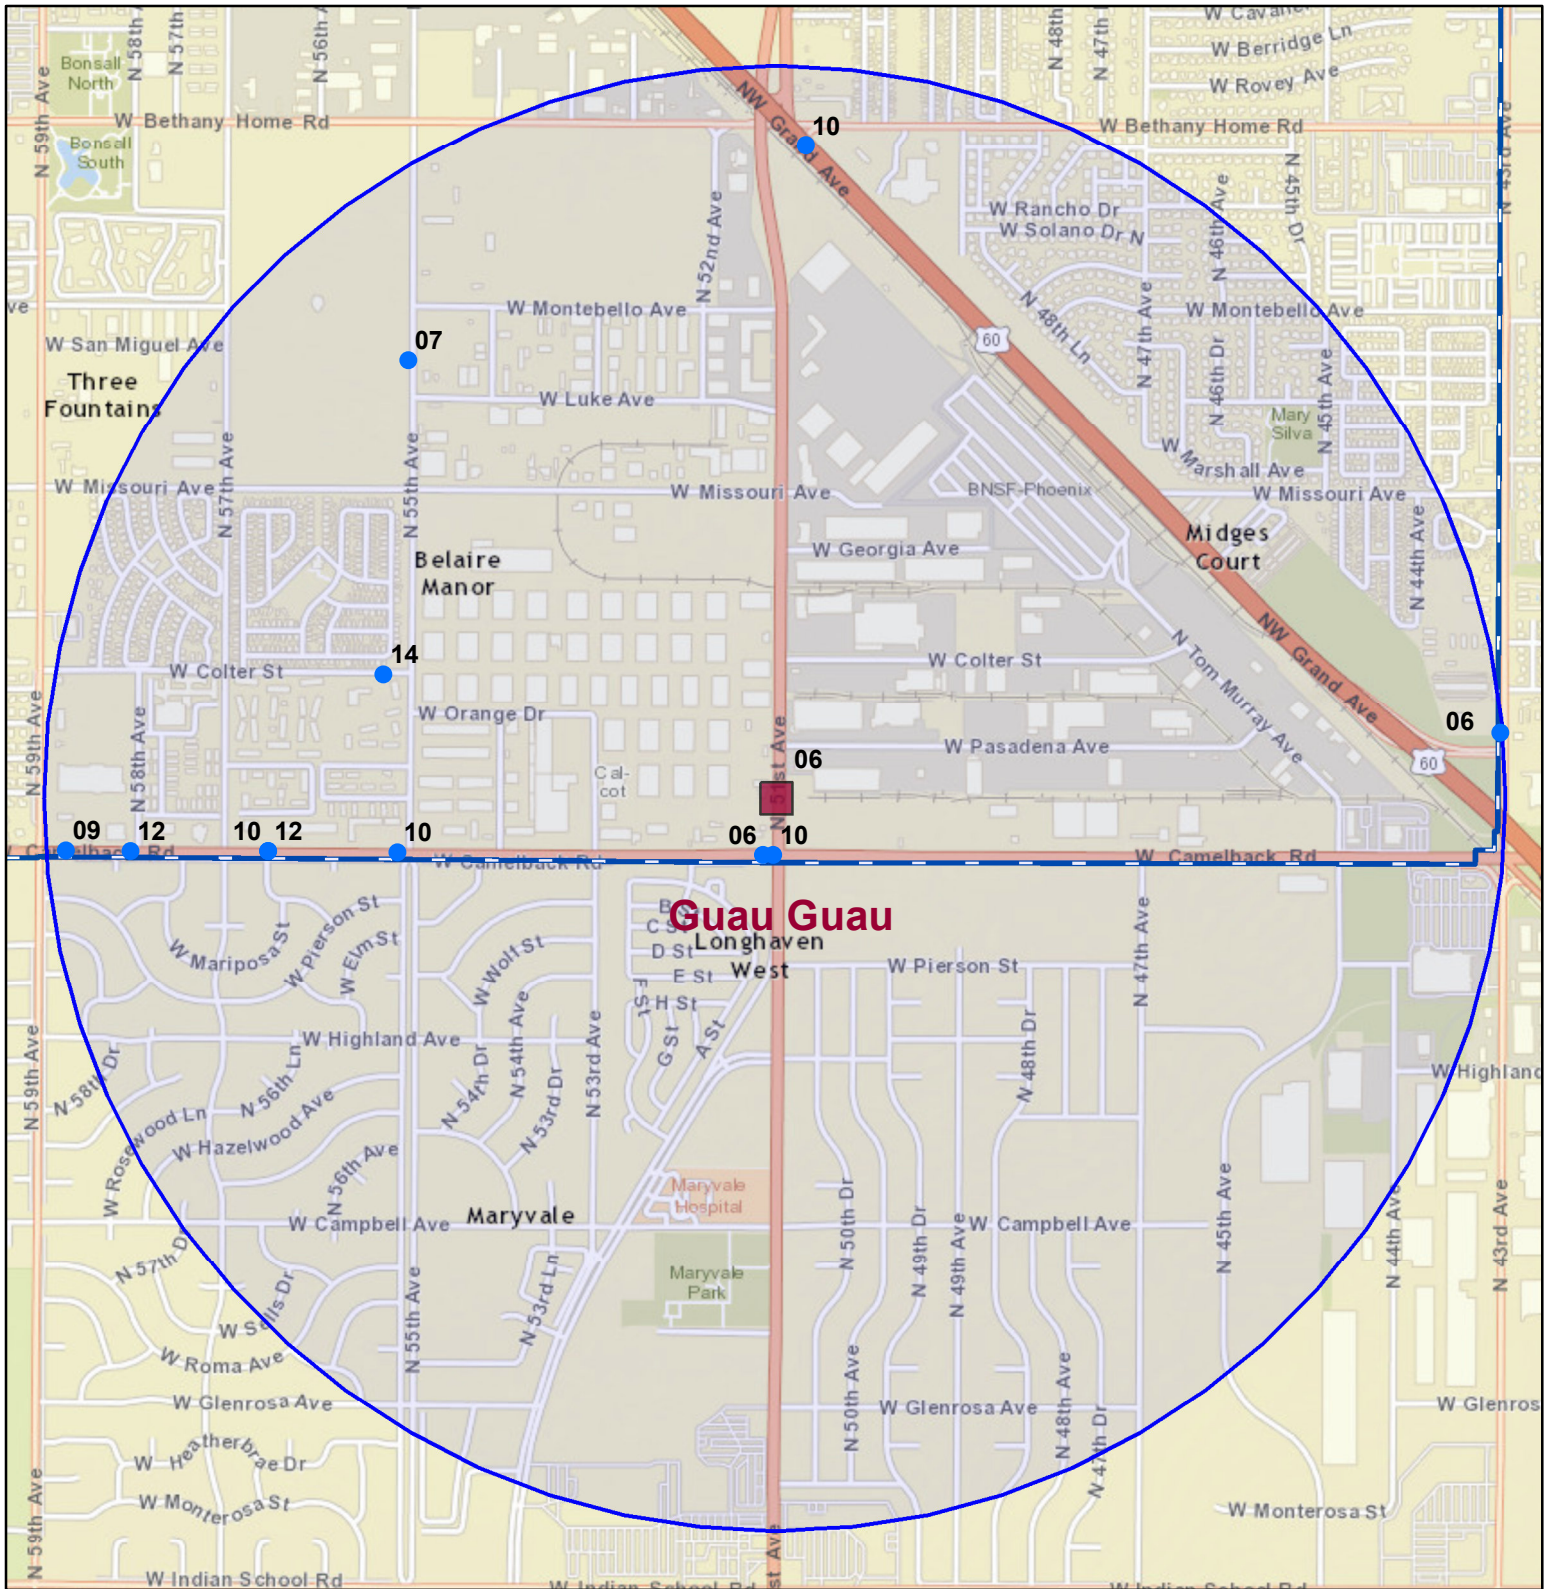 W Cavalier
W Berridge Ln
W Rovey Ave
N 48th
N 47th
N 58th
N 57th
N 56th
Bonsall
North
N 59th Ave
W Bethany Home Rd
NW Grand Ave
10
W Bethany Home Rd
N 43rd Ave
Bonsall
South
N 45th Dr
N 46th Ave
W Rancho Dr
W Solano Dr N
N 52nd Ave
ve
W Montebello Ave
N 48th Ln
W Montebello Ave
N 47th Ave
07
60
W San Miguel Ave
Three
Fountains
W Luke Ave
N 46th Dr
Mary
Silva
N 45th Ave
N 57th Ave
N 55th Ave
W Marshall Ave
W Missouri Ave
W Missouri Ave
BNSF-Phoenix
W Missouri Ave
Midges
Court
N 44th Ave
W Georgia Ave
Belaire
Manor
NW Grand Ave
14
W Colter St
W Colter St
N Tom Murray Ave
N 59th Ave
N 58th Ave
W Orange Dr
06
N 51st Ave
W Pasadena Ave
60
06
Cal-
cot
09
12
10
12
10
06
10
W Camelback Rd
W Camelback Rd
W Camelback Rd
Guau Guau
B St
C St
D St
E St
F St
H St
G St
A St
Longhaven
West
W Mariposa St
W Pierson St
W Elm St
W Wolf St
W Pierson St
N 47th Ave
W Highland Ave
N 54th Dr
N 54th Ave
N 53rd Dr
N 53rd Ave
N 48th Dr
W Highland
N 59th Ave
N 58th Dr
N 56th Ln
W Rosewood Ln
W Hazelwood Ave
N 56th Ave
Maryvale
Hospital
Maryvale
W Campbell Ave
N 50th Dr
N 49th Dr
N 49th Ave
W Campbell Ave
N 45th Ave
N 44th Ave
N 43rd Ave
N 57th Dr
Maryvale
Park
N 53rd Ln
W Sells Dr
N 55th Ave
W Roma Ave
W Glenrosa Ave
N 50th Ave
W Glenrosa Ave
N 48th Ave
N 47th Dr
W Glenros
W Heatherbrae Dr
W Monterosa St
W Monterosa St
N 59th Ave
st Ave
W Indian School Rd
W Indian School Rd
W Indian School Rd